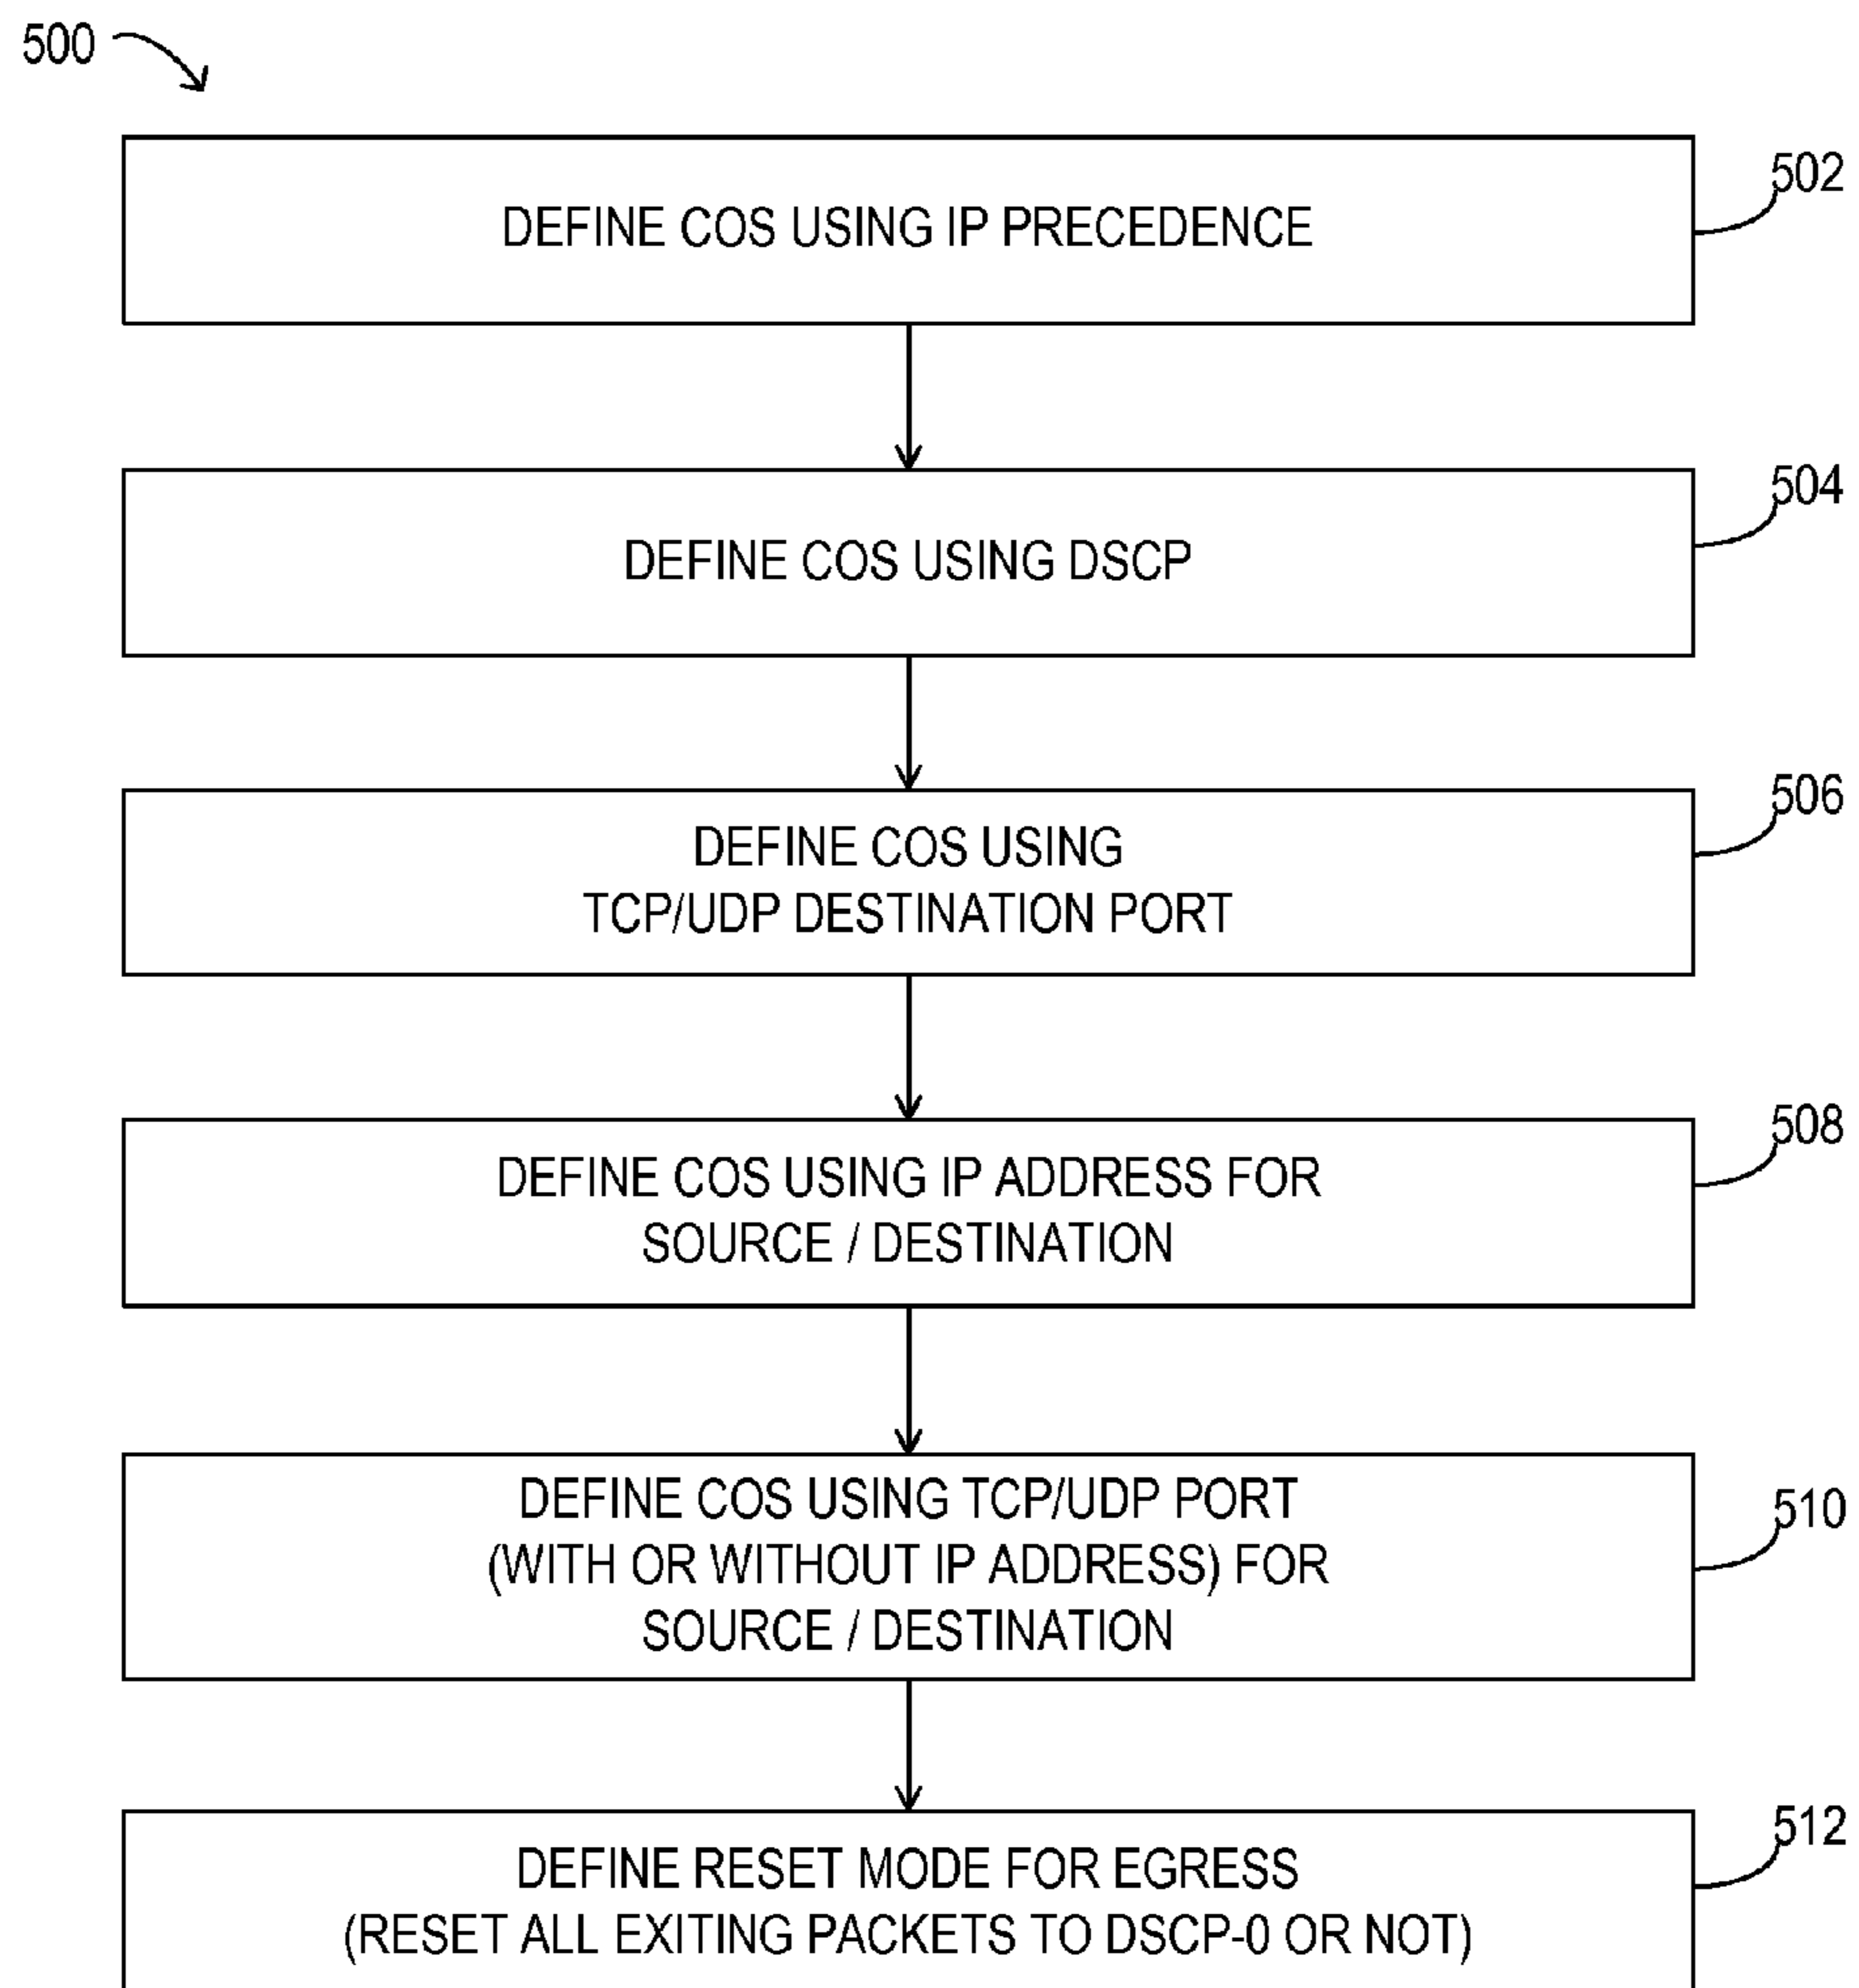 500
DEFINE COS USING IP PRECEDENCE
502
DEFINE COS USING DSCP
504
DEFINE COS USING
TCP/UDP DESTINATION PORT
506
DEFINE COS USING IP ADDRESS FOR
SOURCE / DESTINATION
508
DEFINE COS USING TCP/UDP PORT
(WITH OR WITHOUT IP ADDRESS) FOR
SOURCE / DESTINATION
510
DEFINE RESET MODE FOR EGRESS
(RESET ALL EXITING PACKETS TO DSCP-0 OR NOT)
512